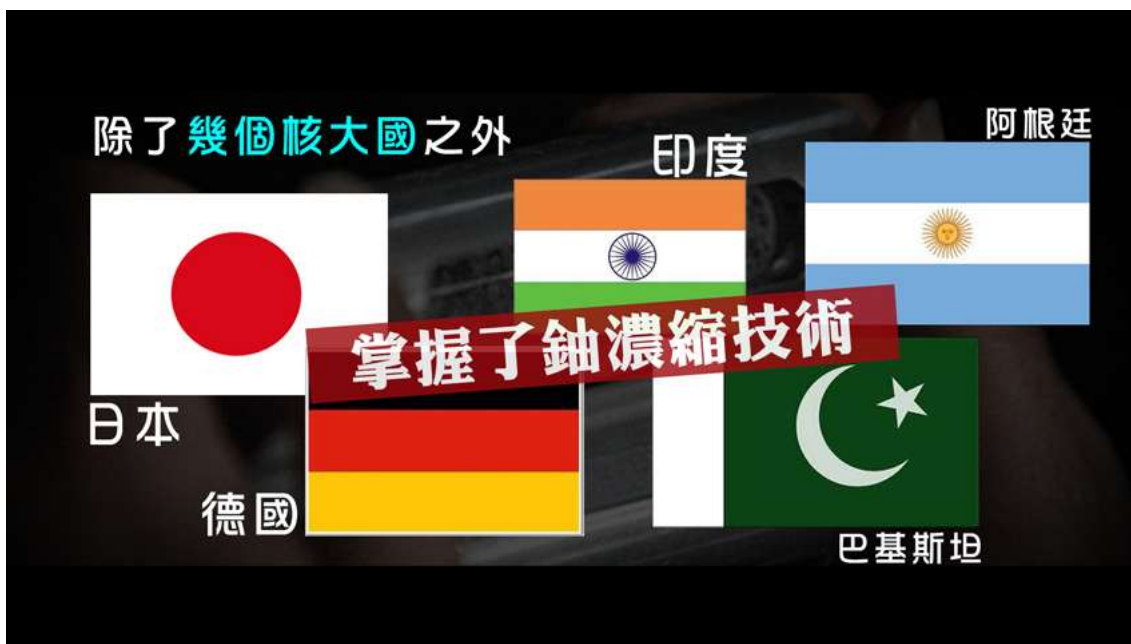 除了幾個核大國之外
阿根廷
印度
掌握了鈾濃縮技術
日本
德國
巴基斯坦